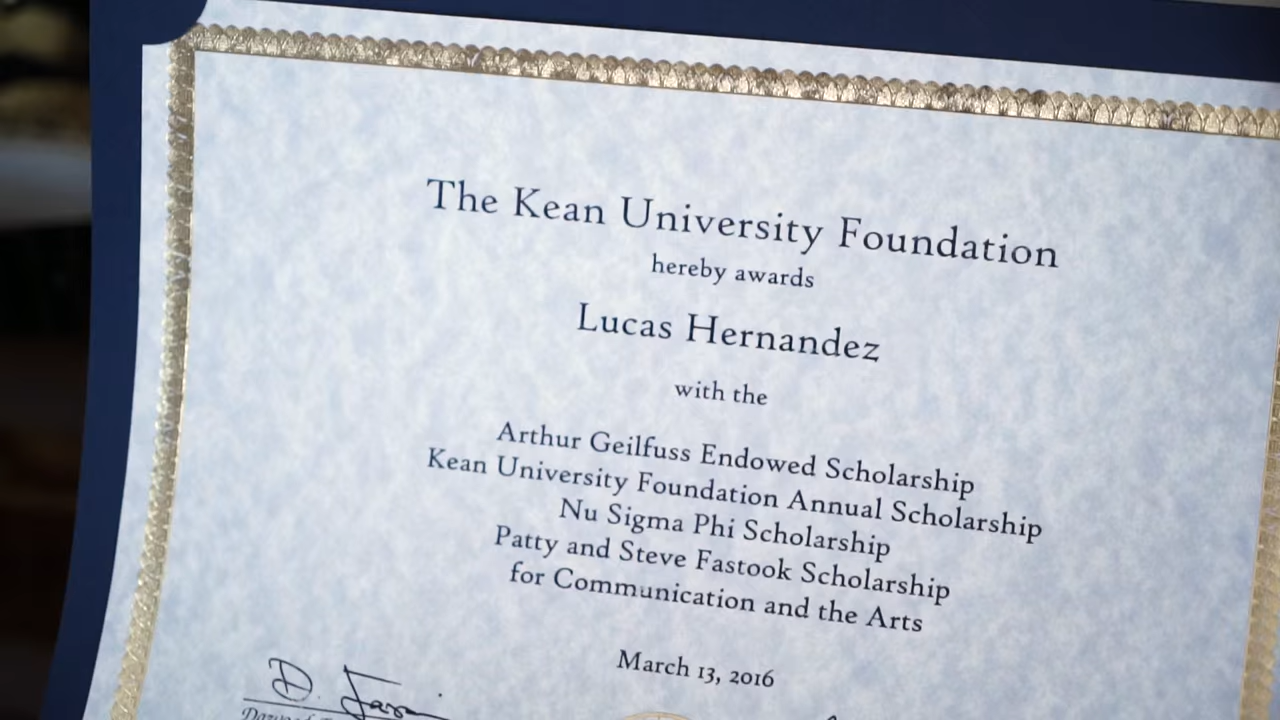 The Kean University Foundation
hereby awards
Lucas Hernandez
with the
Arthur Geilfuss Endowed Scholarship
Kean University Foundation Annual Scholarship
Nu Sigma Phi Scholarship
Patty and Steve Fastook Scholarship
for Communication and the Arts
March 13, 2016
D.